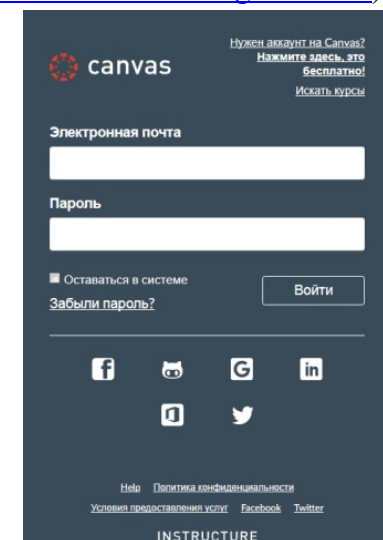 Нужен аккаунт на Canvas?
Нажмите здесь, это
бесплатно!
canvas
Искать курсы
Электронная почта
Пароль
Оставаться в системе
Войти
Забыли пароль?
Help Политика конфиденциальности
Условия предоставления услуг Facebook Twitter
INSTRUCTURE